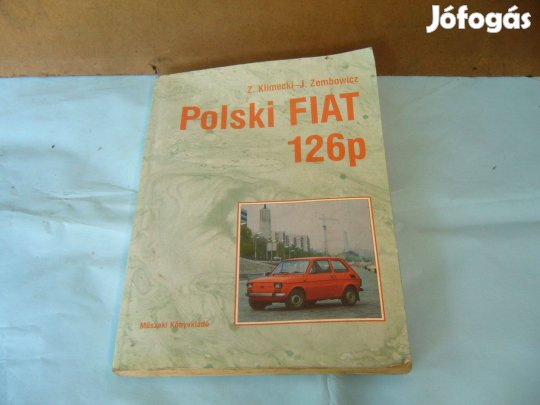 Jófogás
Z. Klimecki–J. Zembowicz
Polski FIAT
126p
Műszaki Könyvkiadó